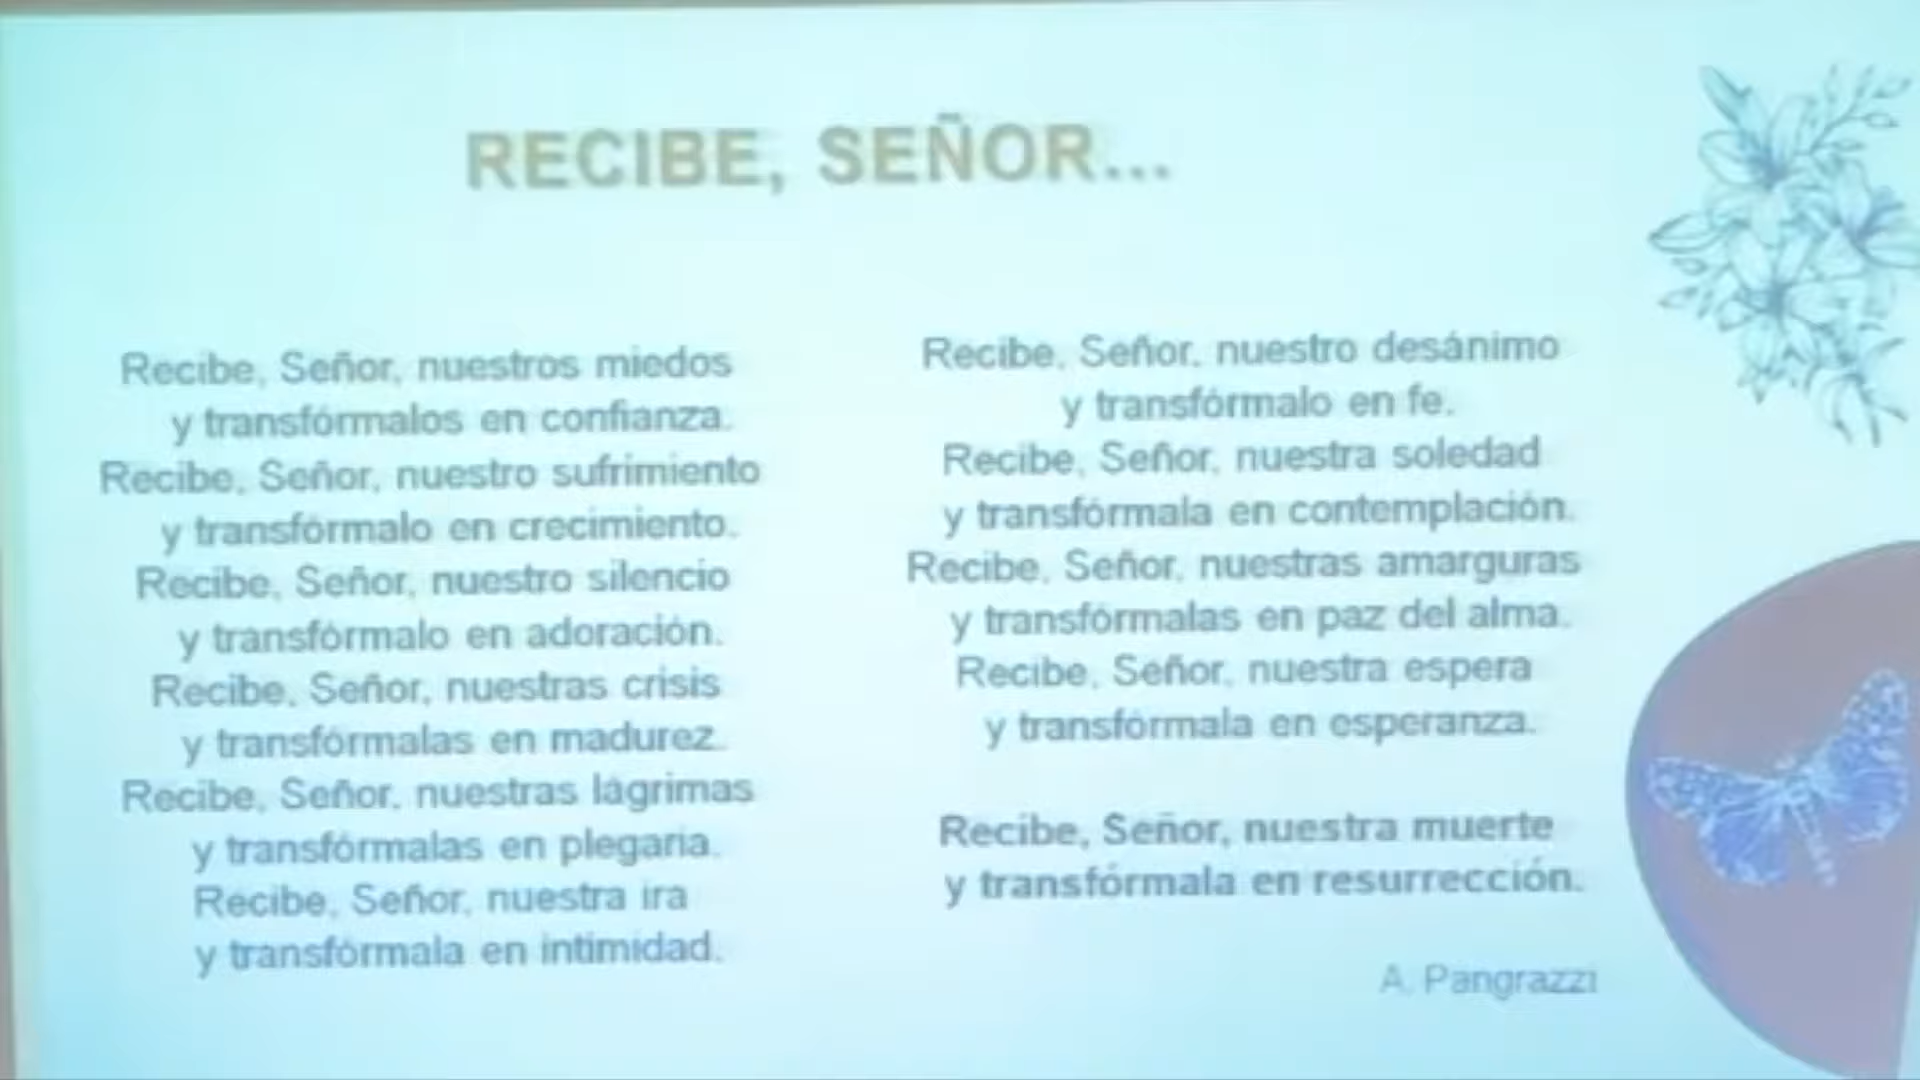 RECIBE, SEÑOR...
Recibe, Señor, nuestros miedos
y transfórmalos en confianza.
Recibe, Señor, nuestro sufrimiento
y transfórmalo en crecimiento.
Recibe, Señor, nuestro silencio
y transfórmalo en adoración.
Recibe, Señor, nuestras crisis
y transfórmalas en madurez.
Recibe, Señor, nuestras lágrimas
y transfórmalas en plegaria.
Recibe, Señor, nuestra ira
y transfórmala en intimidad.
Recibe, Señor, nuestro desánimo
y transfórmalo en fe.
Recibe, Señor, nuestra soledad
y transfórmala en contemplación.
Recibe, Señor, nuestras amarguras
y transfórmalas en paz del alma.
Recibe, Señor, nuestra espera
y transfórmala en esperanza.
Recibe, Señor, nuestra muerte
y transfórmala en resurrección.
A. Pangrazzi